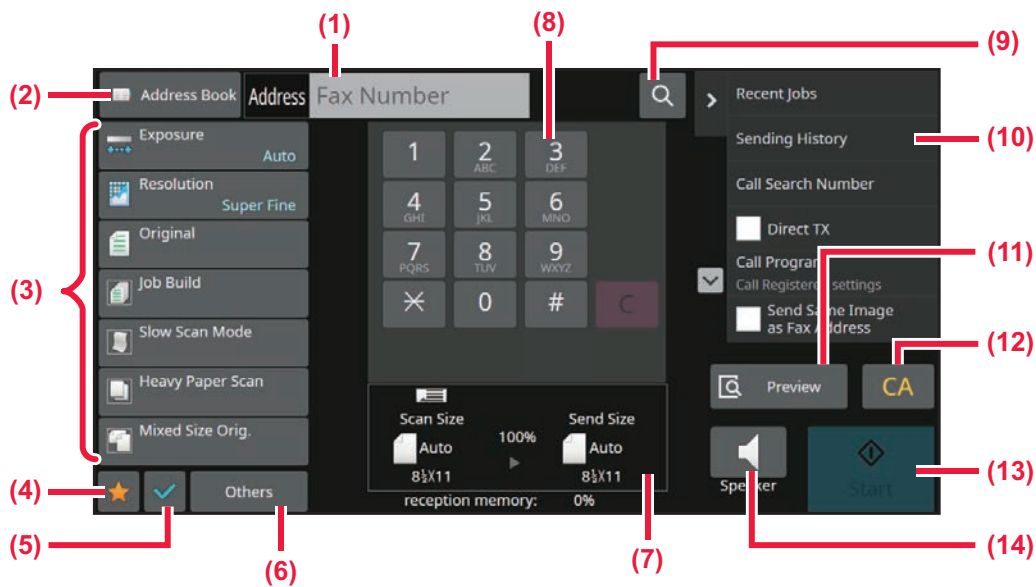 (1)
(8)
(9)
(2)
Address Book
Address
Fax Number
Recent Jobs
(3)
Exposure
Auto
Resolution
Super Fine
Original
Job Build
Slow Scan Mode
Heavy Paper Scan
Mixed Size Orig.
1
2
ABC
3
DEF
4
GHI
5
JKL
6
MNO
7
PQRS
8
TUV
9
WXYZ
0
#
C
Sending History
(10)
Call Search Number
Direct TX
(11)
Call Program
Call Registered settings
Send Same Image
as Fax Address
(12)
Preview
CA
Scan Size
Send Size
100%
Auto
Auto
8½X11
8½X11
reception memory: 0%
(4)
Others
Speaker
Start
(13)
(5)
(6)
(7)
(14)